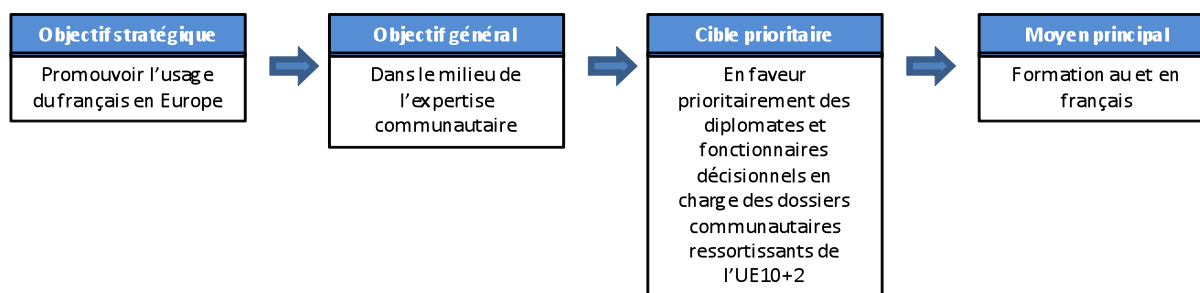 Objectif stratégique
Promouvoir l'usage
du français en Europe
Objectif général
Dans le milieu de
l'expertise
communautaire
Cible prioritaire
En faveur
prioritairement des
diplomates et
fonctionnaires
décisionnels en
charge des dossiers
communautaires
ressortissants de
l'UE10+2
Moyen principal
Formation au et en
français